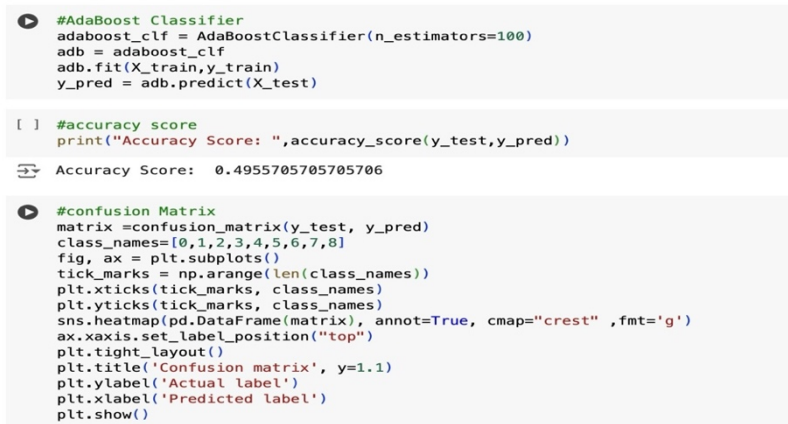 #AdaBoost Classifier
adaboost_clf = AdaBoostClassifier(n_estimators=100)
adb = adaboost_clf
adb.fit(X_train,y_train)
y_pred = adb.predict(X_test)
[ ] #accuracy score
print("Accuracy Score: ",accuracy_score(y_test,y_pred))
Accuracy Score:  0.4955705705705706
#confusion Matrix
matrix =confusion_matrix(y_test, y_pred)
class_names=[0,1,2,3,4,5,6,7,8]
fig, ax = plt.subplots()
tick_marks = np.arange(len(class_names))
plt.xticks(tick_marks, class_names)
plt.yticks(tick_marks, class_names)
sns.heatmap(pd.DataFrame(matrix), annot=True, cmap="crest" ,fmt='g')
ax.xaxis.set_label_position("top")
plt.tight_layout()
plt.title('Confusion matrix', y=1.1)
plt.ylabel('Actual label')
plt.xlabel('Predicted label')
plt.show()